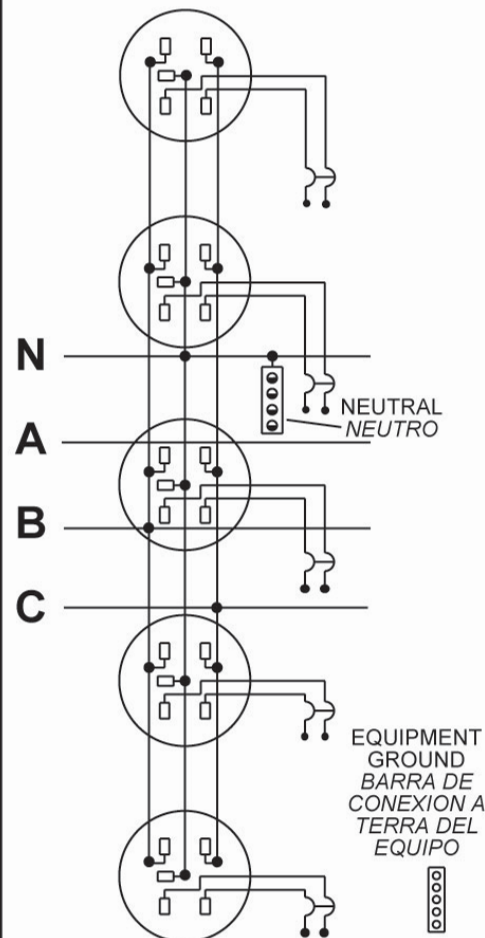 N
NEUTRAL
NEUTRO
A
B
C
EQUIPMENT
GROUND
BARRA DE
CONEXION A
TERRA DEL
EQUIPO